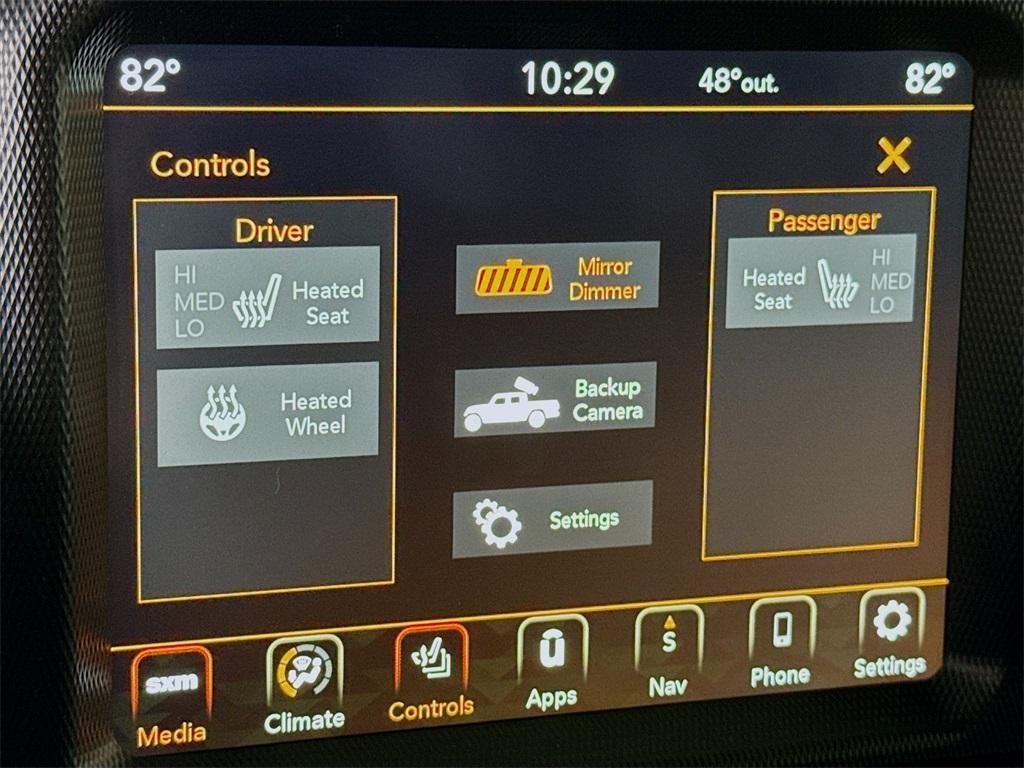 82° 10:29 48°out. 82°
Controls
Driver
HI
MED
LO
Heated
Seat
Heated
Wheel
Mirror
Dimmer
Backup
Camera
Settings
Passenger
Heated
Seat
HI
MED
LO
sxm
Media
Climate
Controls
ū
Apps
S
Nav
Phone
Settings